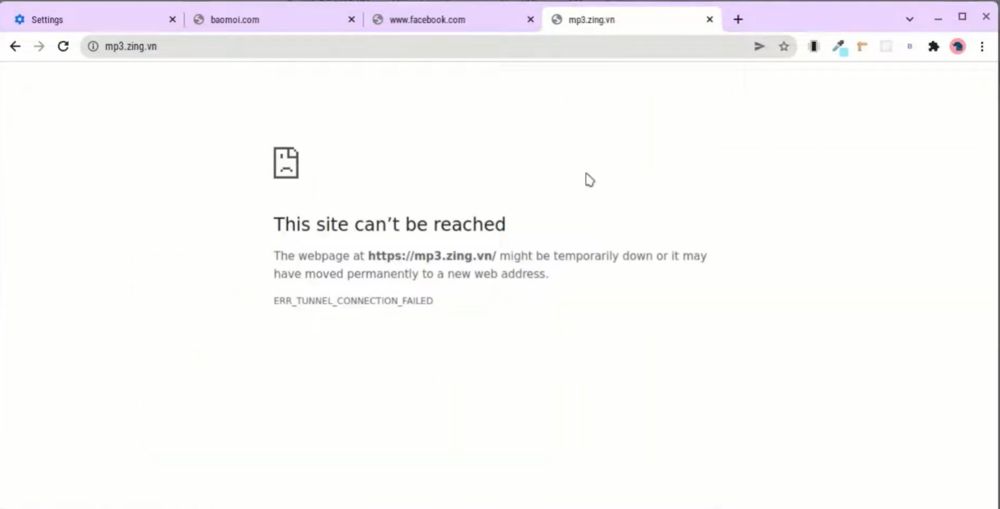 Settings
baomoi.com
www.facebook.com
mp3.zing.vn
mp3.zing.vn
This site can’t be reached
The webpage at https://mp3.zing.vn/ might be temporarily down or it may
have moved permanently to a new web address.
ERR_TUNNEL_CONNECTION_FAILED